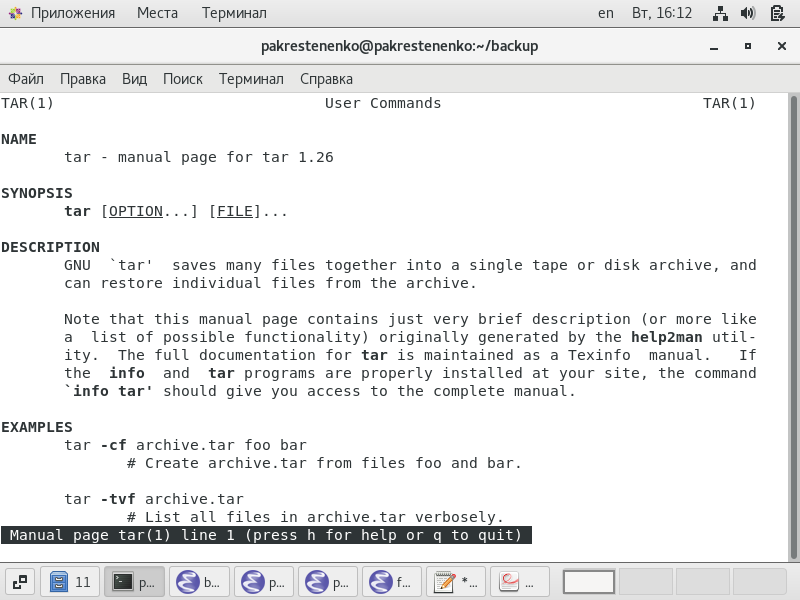 Приложения Места Терминал en Вт, 16:12
pakrestenenko@pakrestenenko:~/backup
Файл Правка Вид Поиск Терминал Справка
TAR(1) User Commands TAR(1)
NAME
tar - manual page for tar 1.26
SYNOPSIS
tar [OPTION...] [FILE]...
DESCRIPTION
GNU `tar' saves many files together into a single tape or disk archive, and
can restore individual files from the archive.
Note that this manual page contains just very brief description (or more like
a list of possible functionality) originally generated by the help2man util-
ity. The full documentation for tar is maintained as a Texinfo manual. If
the info and tar programs are properly installed at your site, the command
`info tar' should give you access to the complete manual.
EXAMPLES
tar -cf archive.tar foo bar
# Create archive.tar from files foo and bar.
tar -tvf archive.tar
# List all files in archive.tar verbosely.
Manual page tar(1) line 1 (press h for help or q to quit)
11 p... b... p... p... f... *... ...